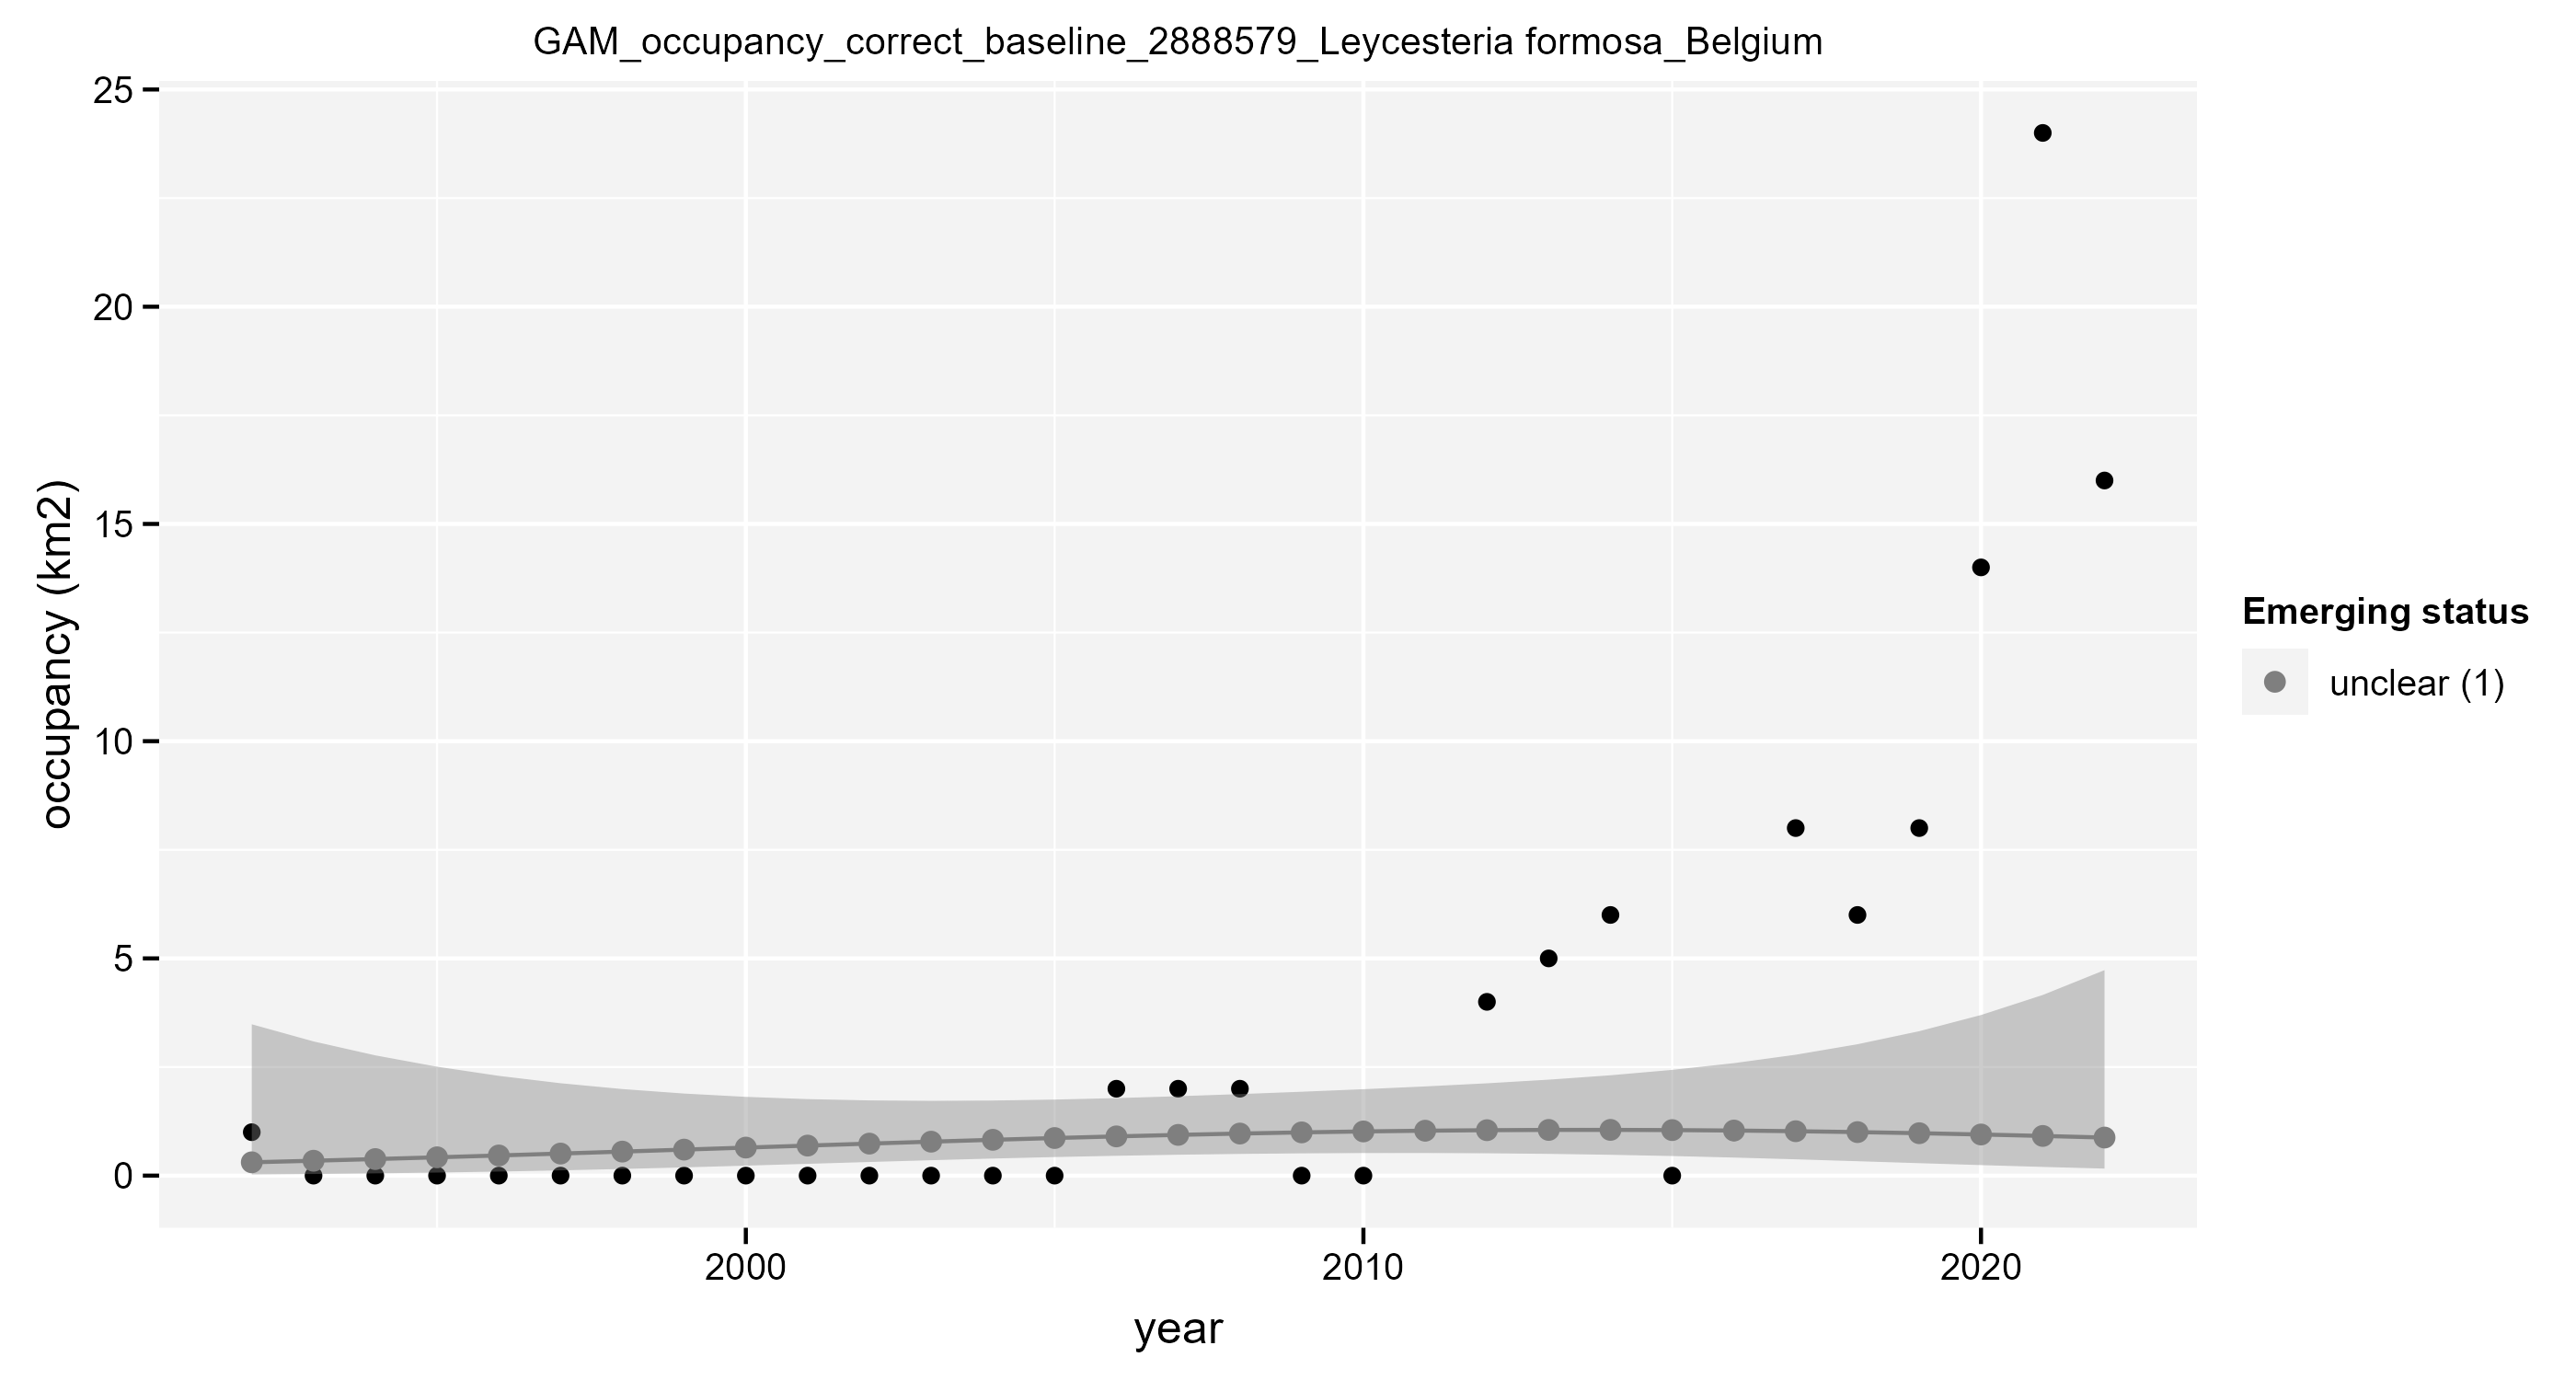 GAM_occupancy_correct_baseline_2888579_Leycesteria formosa_Belgium
25
20
15
10
5
0
occupancy (km2)
2000
2010
2020
year
Emerging status
unclear (1)